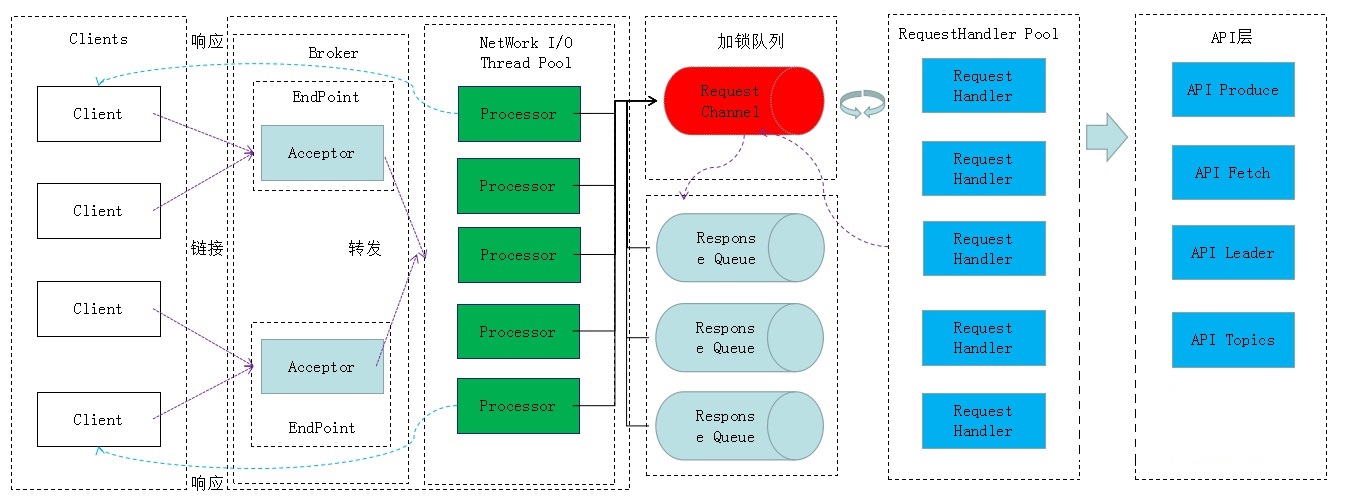 Clients
Client
Client
Client
Client
响应
链接
响应
Broker
EndPoint
Acceptor
转发
Acceptor
EndPoint
NetWork I/O
Thread Pool
Processor
Processor
Processor
Processor
Processor
加锁队列
Request
Channel
Respons
e Queue
Respons
e Queue
Respons
e Queue
RequestHandler Pool
Request
Handler
Request
Handler
Request
Handler
Request
Handler
Request
Handler
API层
API Produce
API Fetch
API Leader
API Topics